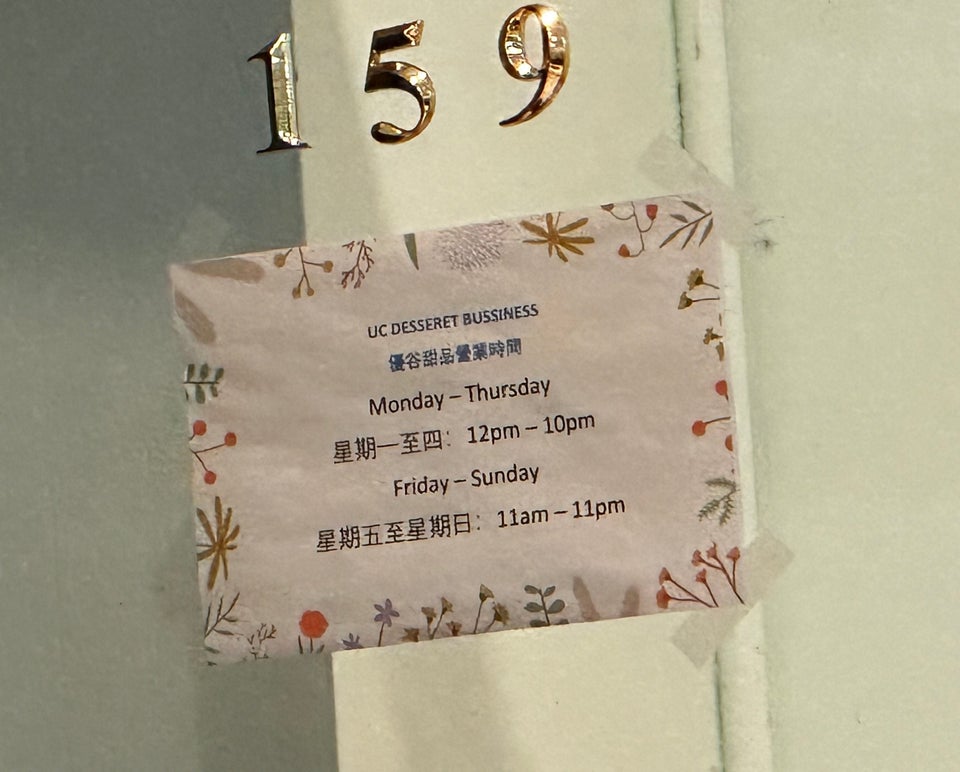 159
UC DESSERET BUSSINESS
優谷甜品營業時間
Monday – Thursday
星期一至四： 12pm – 10pm
Friday – Sunday
星期五至星期日： 11am – 11pm